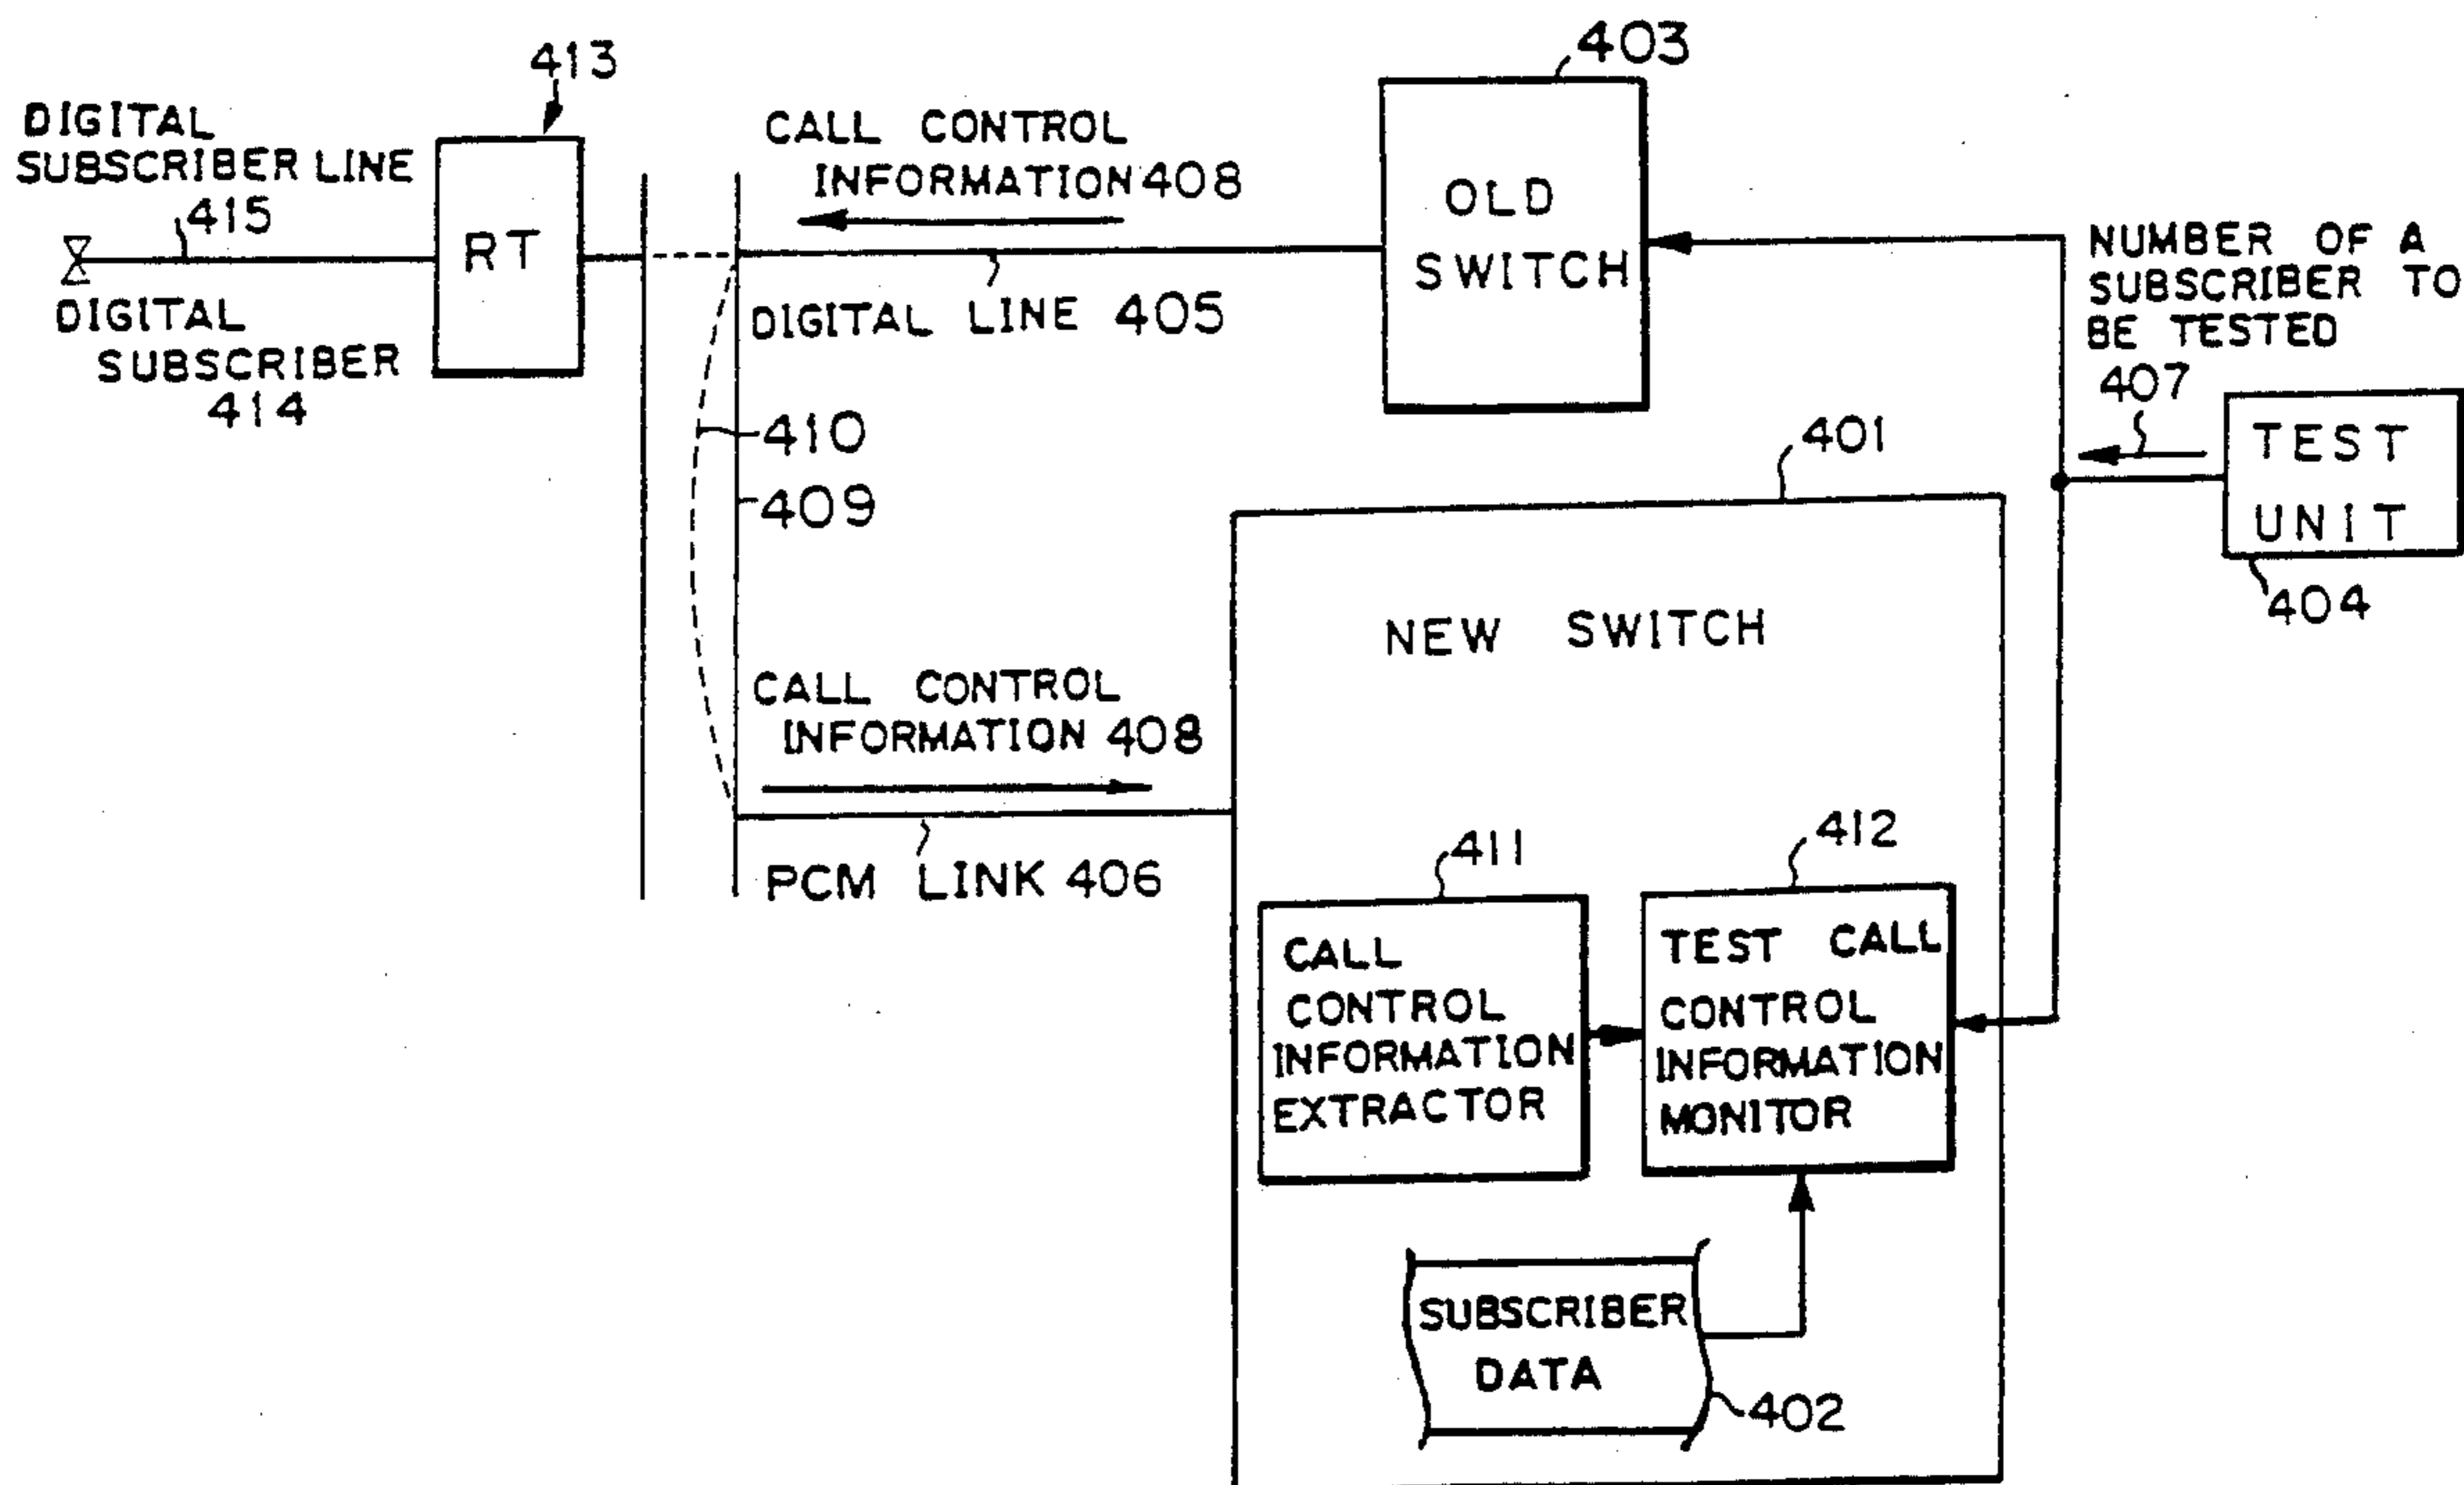 413
DIGITAL
SUBSCRIBER LINE
415
RT
DIGITAL
SUBSCRIBER
414
CALL CONTROL
INFORMATION 408
DIGITAL LINE 405
403
OLD
SWITCH
NUMBER OF A
SUBSCRIBER TO
BE TESTED
407
TEST
UNIT
404
410
409
401
NEW SWITCH
CALL CONTROL
INFORMATION 408
PCM LINK 406
411
CALL
CONTROL
INFORMATION
EXTRACTOR
412
TEST CALL
CONTROL
INFORMATION
MONITOR
SUBSCRIBER
DATA
402